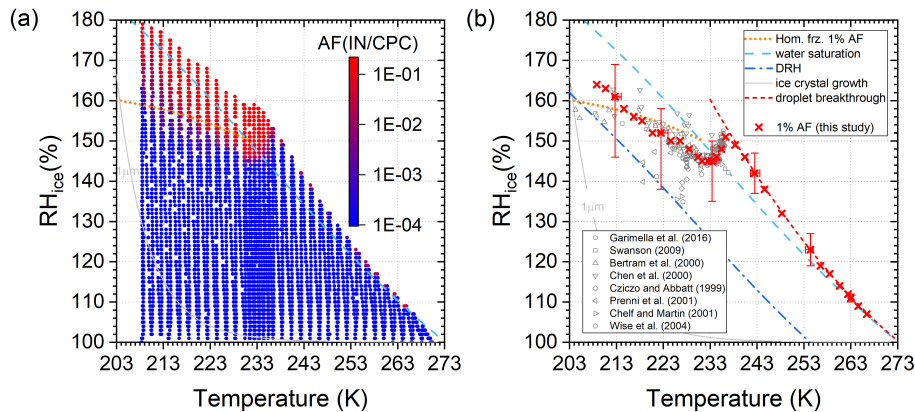 (a)
AF(IN/CPC)
1E-01
1E-02
1E-03
1E-04
180
170
160
150
140
130
120
110
100
RHice(%)
1μm
203
213
223
233
243
253
263
273
Temperature (K)
(b)
Hom. frz. 1% AF
water saturation
DRH
ice crystal growth
droplet breakthrough
1% AF (this study)
180
170
160
150
140
130
120
110
100
RHice(%)
1μm
Garimella et al. (2016)
Swanson (2009)
Bertram et al. (2000)
Chen et al. (2000)
Cziczo and Abbatt (1999)
Prenni et al. (2001)
Chelf and Martin (2001)
Wise et al. (2004)
203
213
223
233
243
253
263
273
Temperature (K)